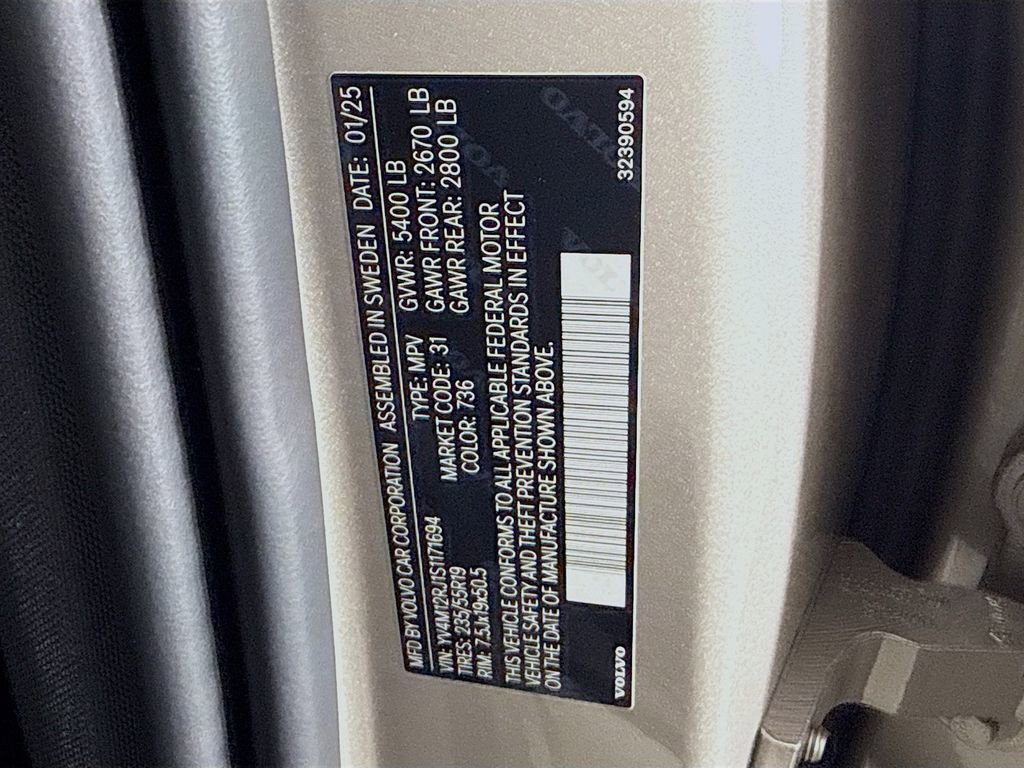 MFD BY VOLVO CAR CORPORATION ASSEMBLED IN SWEDEN DATE: 01/25
VIN: YV4M12RJ1S1171694 TYPE: MPV GVWR: 5400 LB
TIRES: 235/55R19 MARKET CODE: 31 GAWR FRONT: 2670 LB
RIM: 7.5Jx19x50.5 COLOR: 736 GAWR REAR: 2800 LB
THIS VEHICLE CONFORMS TO ALL APPLICABLE FEDERAL MOTOR
VEHICLE SAFETY AND THEFT PREVENTION STANDARDS IN EFFECT
ON THE DATE OF MANUFACTURE SHOWN ABOVE.
VOLVO 32390594